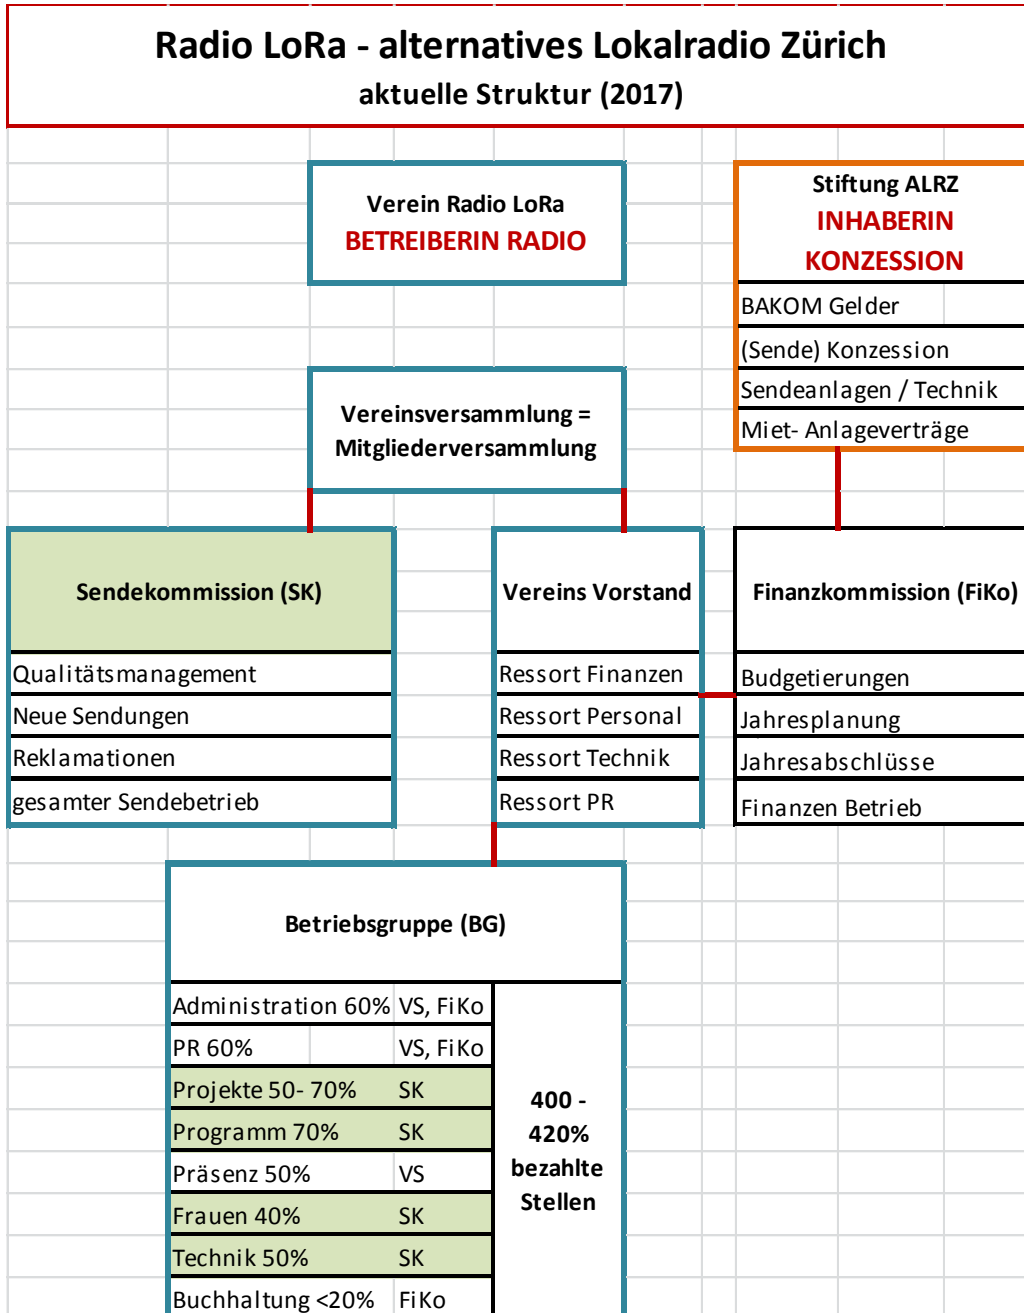 Radio LoRa - alternatives Lokalradio Zürich
aktuelle Struktur (2017)
Verein Radio LoRa
BETREIBERIN RADIO
Stiftung ALRZ
INHABERIN
KONZESSION
BAKOM Gelder
(Sende) Konzession
Sendeanlagen / Technik
Miet- Anlageverträge
Vereinsversammlung =
Mitgliederversammlung
Sendekommission (SK)
Qualitätsmanagement
Neue Sendungen
Reklamationen
gesamter Sendebetrieb
Vereins Vorstand
Ressort Finanzen
Ressort Personal
Ressort Technik
Ressort PR
Finanzkommission (FiKo)
Budgetierungen
Jahresplanung
Jahresabschlüsse
Finanzen Betrieb
Betriebsgruppe (BG)
Administration 60% VS, FiKo
PR 60% VS, FiKo
Projekte 50- 70% SK
Programm 70% SK
Präsenz 50% VS
Frauen 40% SK
Technik 50% SK
Buchhaltung <20% FiKo
400 -
420%
bezahlte
Stellen